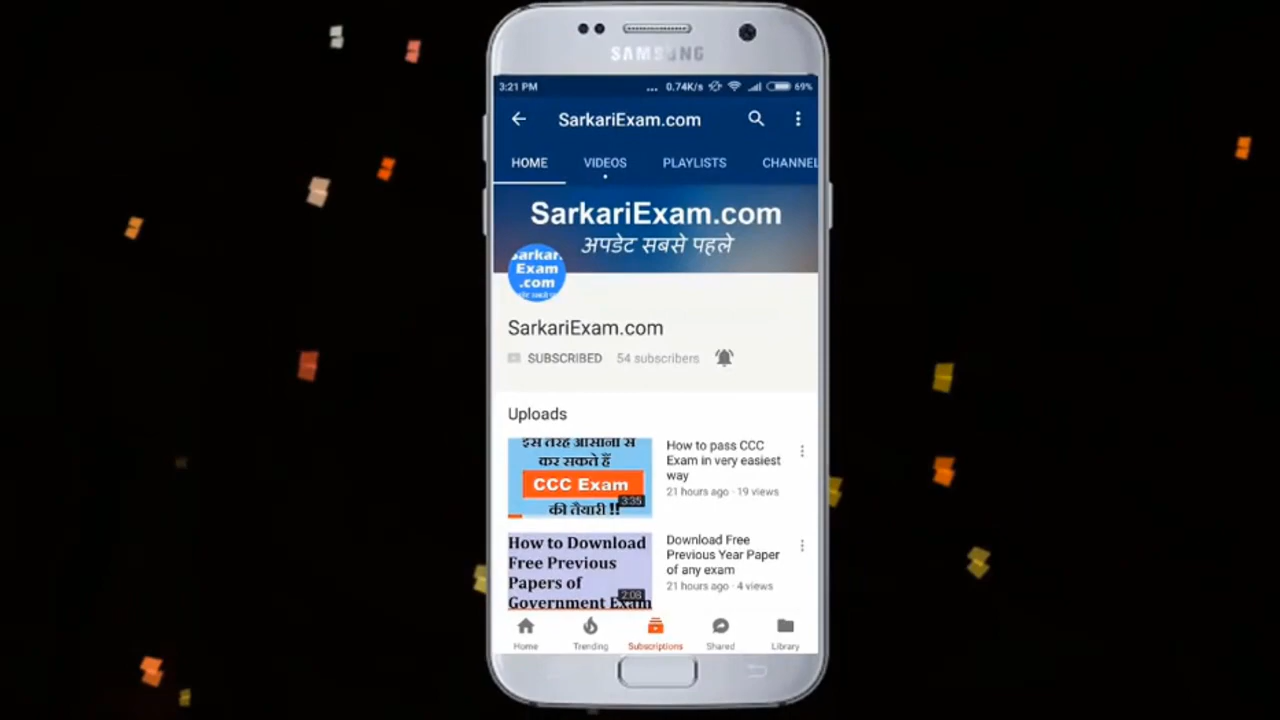 SAMSUNG
3:21 PM ... 0.74K/s 69%
SarkariExam.com
HOME VIDEOS PLAYLISTS CHANNEL
SarkariExam.com
अपडेट सबसे पहले
Exam
.com
SarkariExam.com
SUBSCRIBED 54 subscribers
Uploads
इस तरह आसानी से
कर सकते हैं
CCC Exam
3:35
की तैयारी !!
How to pass CCC
Exam in very easiest
way
21 hours ago · 19 views
How to Download
Free Previous
Papers of
2:08
Government Exam
Download Free
Previous Year Paper
of any exam
21 hours ago · 4 views
Home Trending Subscriptions Shared Library